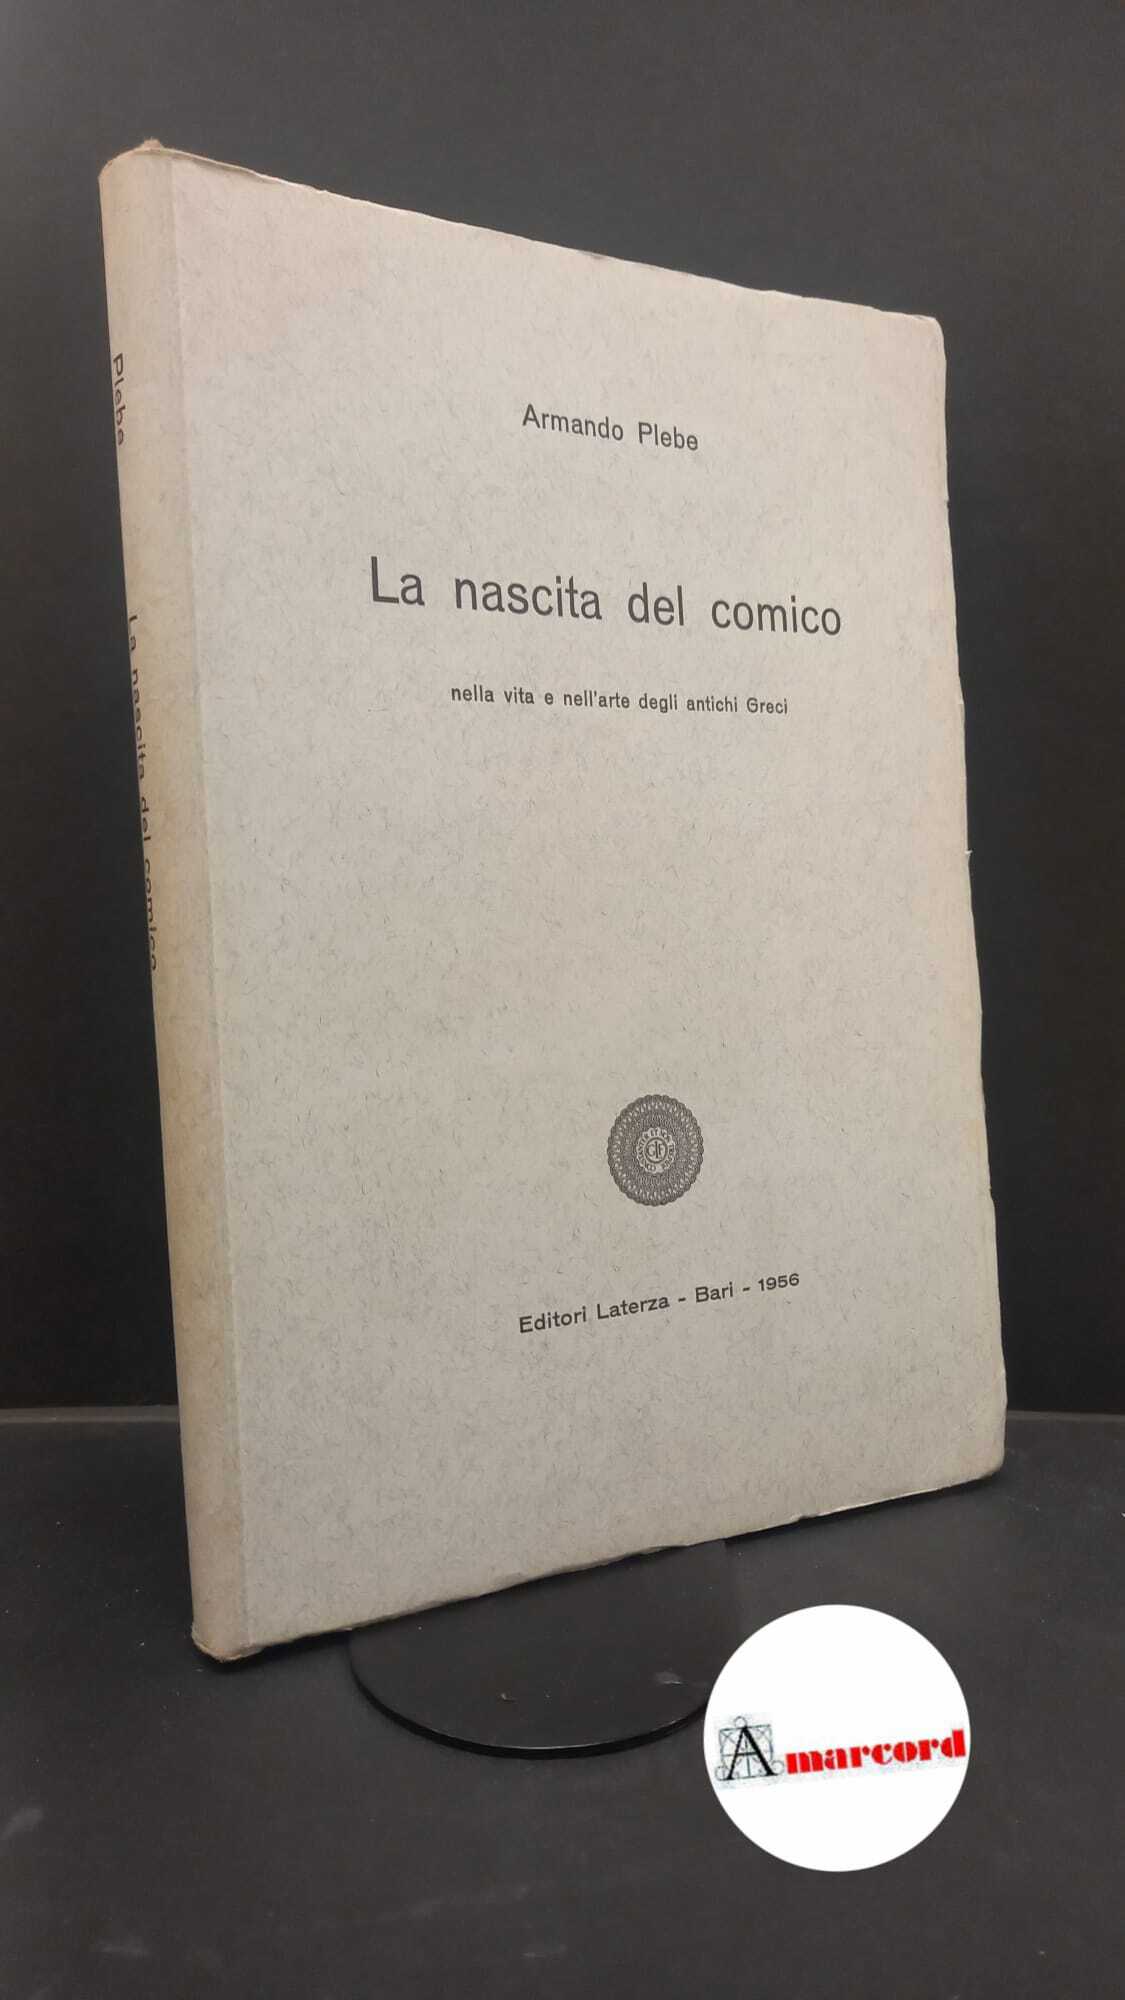 Plebe
La nascita del comico
Armando Plebe
La nascita del comico
nella vita e nell'arte degli antichi Greci
Editori Laterza - Bari - 1956
Amarcord